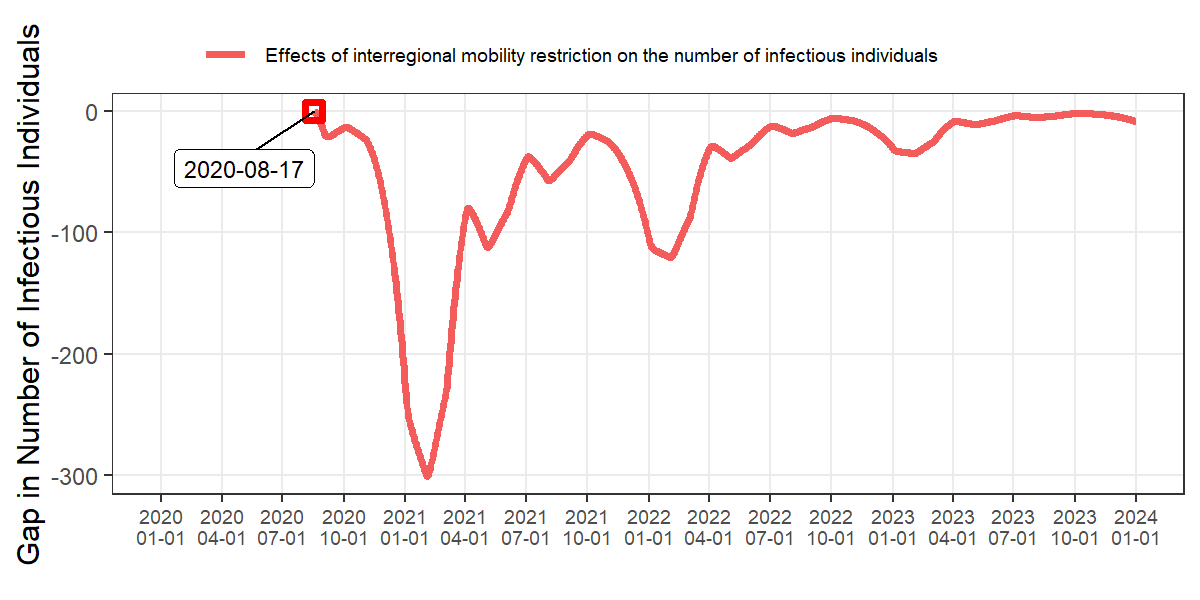 Effects of interregional mobility restriction on the number of infectious individuals
Gap in Number of Infectious Individuals
0
-100
-200
-300
2020-08-17
2020 2020 2020 2020 2021 2021 2021 2021 2022 2022 2022 2022 2023 2023 2023 2023 2024
01-01 04-01 07-01 10-01 01-01 04-01 07-01 10-01 01-01 04-01 07-01 10-01 01-01 04-01 07-01 10-01 01-01